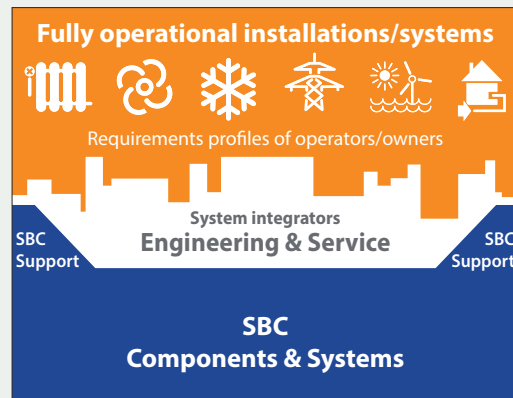 Fully operational installations/systems
Requirements profiles of operators/owners
System integrators
Engineering & Service
SBC
Support
SBC
Support
SBC
Components & Systems